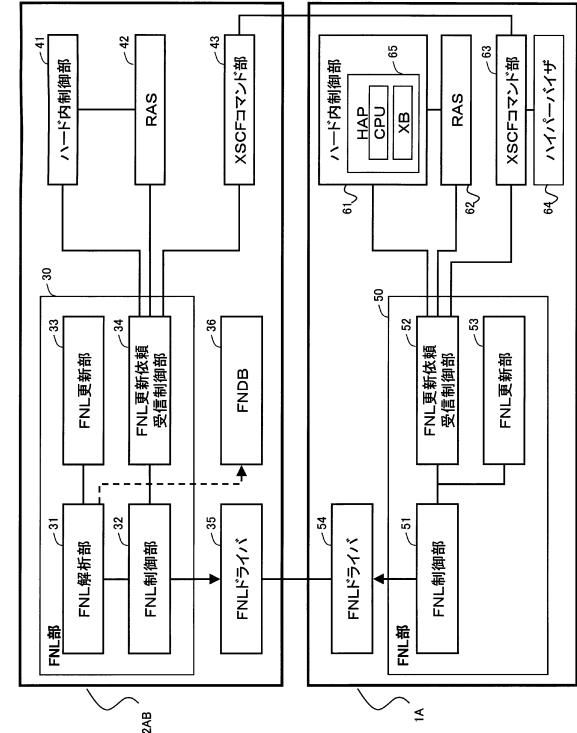 41
ハード内制御部
42
RAS
43
XSCFコマンド部
30
33
FNL更新部
34
FNL更新依頼
受信制御部
36
FNDB
31
FNL解析部
32
FNL制御部
35
FNLドライバ
FNL部
2AB
ハード内制御部
65
HAP
CPU
XB
61
RAS
62
63
XSCFコマンド部
ハイパーバイザ
64
50
52
FNL更新依頼
受信制御部
53
FNL更新部
54
FNLドライバ
51
FNL制御部
FNL部
1A